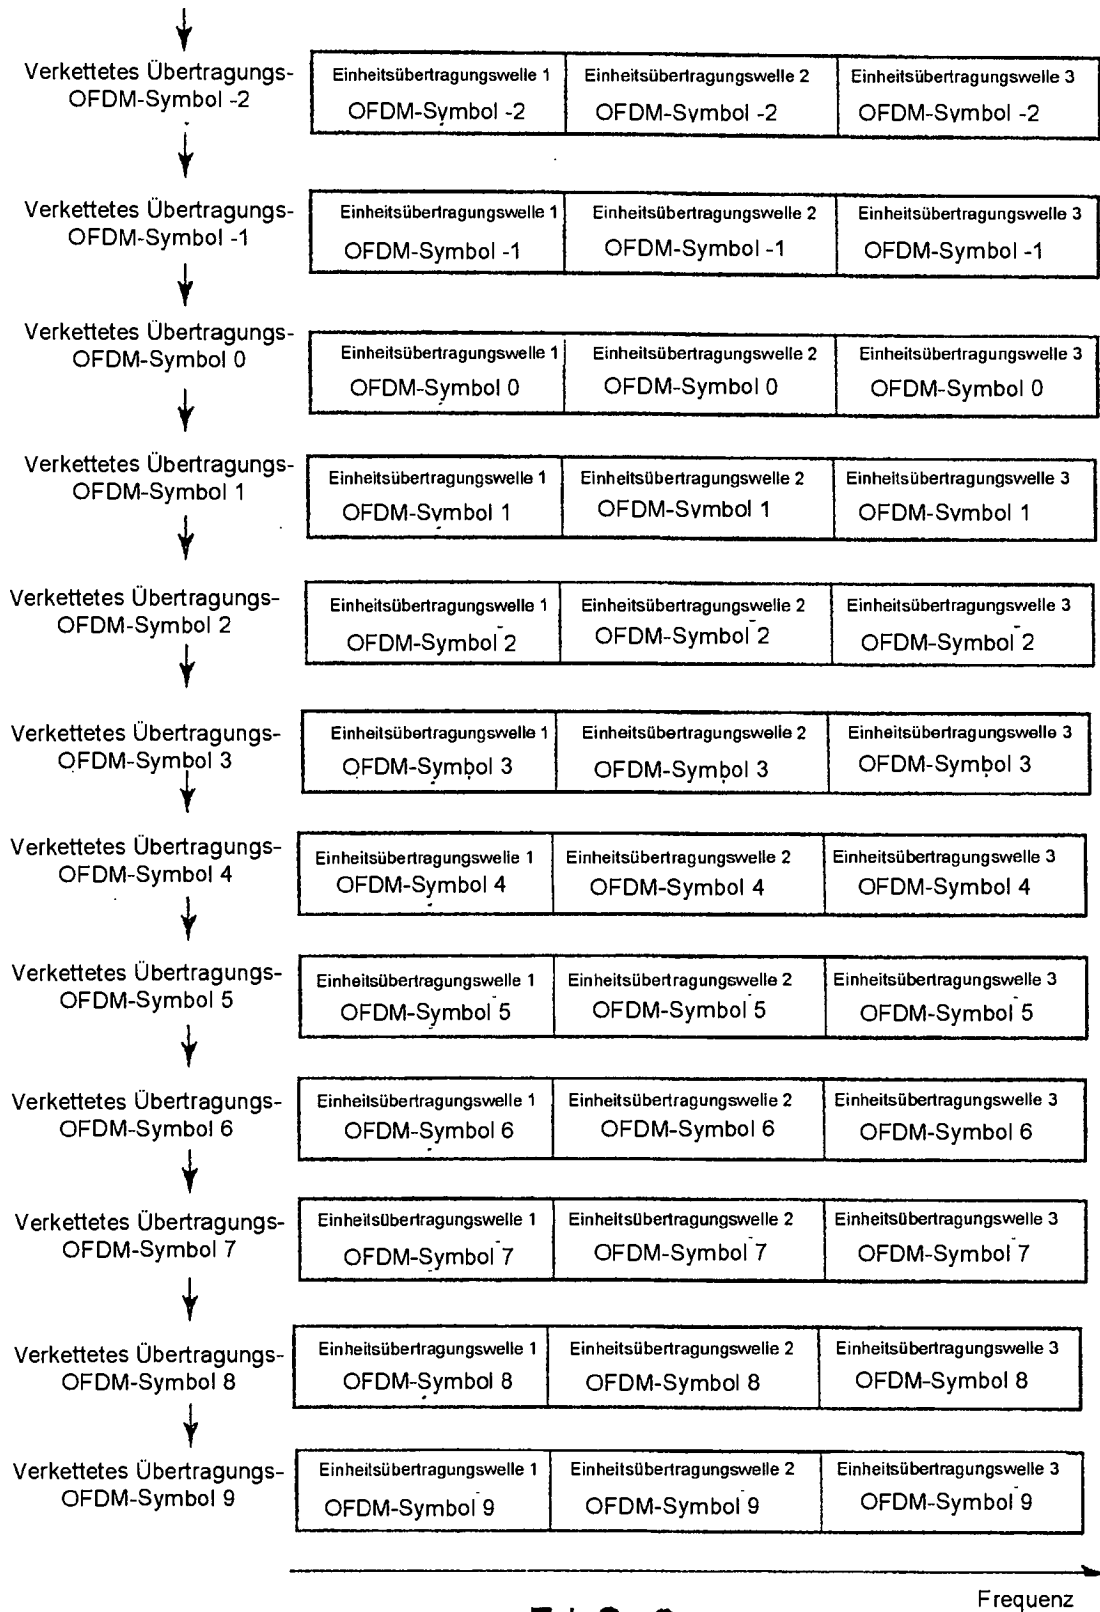 Verkettetes Übertragungs-
OFDM-Symbol -2
Einheitsübertragungswelle 1 Einheitsübertragungswelle 2 Einheitsübertragungswelle 3
OFDM-Symbol -2 OFDM-Symbol -2 OFDM-Symbol -2
Verkettetes Übertragungs-
OFDM-Symbol -1
Einheitsübertragungswelle 1 Einheitsübertragungswelle 2 Einheitsübertragungswelle 3
OFDM-Symbol -1 OFDM-Symbol -1 OFDM-Symbol -1
Verkettetes Übertragungs-
OFDM-Symbol 0
Einheitsübertragungswelle 1 Einheitsübertragungswelle 2 Einheitsübertragungswelle 3
OFDM-Symbol 0 OFDM-Symbol 0 OFDM-Symbol 0
Verkettetes Übertragungs-
OFDM-Symbol 1
Einheitsübertragungswelle 1 Einheitsübertragungswelle 2 Einheitsübertragungswelle 3
OFDM-Symbol 1 OFDM-Symbol 1 OFDM-Symbol 1
Verkettetes Übertragungs-
OFDM-Symbol 2
Einheitsübertragungswelle 1 Einheitsübertragungswelle 2 Einheitsübertragungswelle 3
OFDM-Symbol 2 OFDM-Symbol 2 OFDM-Symbol 2
Verkettetes Übertragungs-
OFDM-Symbol 3
Einheitsübertragungswelle 1 Einheitsübertragungswelle 2 Einheitsübertragungswelle 3
OFDM-Symbol 3 OFDM-Symbol 3 OFDM-Symbol 3
Verkettetes Übertragungs-
OFDM-Symbol 4
Einheitsübertragungswelle 1 Einheitsübertragungswelle 2 Einheitsübertragungswelle 3
OFDM-Symbol 4 OFDM-Symbol 4 OFDM-Symbol 4
Verkettetes Übertragungs-
OFDM-Symbol 5
Einheitsübertragungswelle 1 Einheitsübertragungswelle 2 Einheitsübertragungswelle 3
OFDM-Symbol 5 OFDM-Symbol 5 OFDM-Symbol 5
Verkettetes Übertragungs-
OFDM-Symbol 6
Einheitsübertragungswelle 1 Einheitsübertragungswelle 2 Einheitsübertragungswelle 3
OFDM-Symbol 6 OFDM-Symbol 6 OFDM-Symbol 6
Verkettetes Übertragungs-
OFDM-Symbol 7
Einheitsübertragungswelle 1 Einheitsübertragungswelle 2 Einheitsübertragungswelle 3
OFDM-Symbol 7 OFDM-Symbol 7 OFDM-Symbol 7
Verkettetes Übertragungs-
OFDM-Symbol 8
Einheitsübertragungswelle 1 Einheitsübertragungswelle 2 Einheitsübertragungswelle 3
OFDM-Symbol 8 OFDM-Symbol 8 OFDM-Symbol 8
Verkettetes Übertragungs-
OFDM-Symbol 9
Einheitsübertragungswelle 1 Einheitsübertragungswelle 2 Einheitsübertragungswelle 3
OFDM-Symbol 9 OFDM-Symbol 9 OFDM-Symbol 9
Frequenz